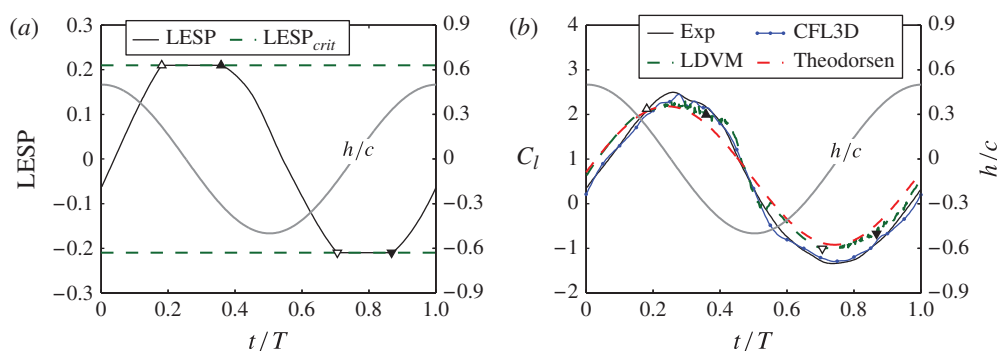 (a)
LESP
LESP_crit
0.3
0.2
0.1
0
−0.1
−0.2
−0.3
LESP
0.9
0.6
0.3
0
−0.3
−0.6
−0.9
h/c
0
0.2
0.4
0.6
0.8
1.0
t/T
(b)
Exp
CFL3D
LDVM
Theodorsen
4
3
2
1
0
−1
−2
C_l
0.9
0.6
0.3
0
−0.3
−0.6
−0.9
h/c
h/c
0
0.2
0.4
0.6
0.8
1.0
t/T